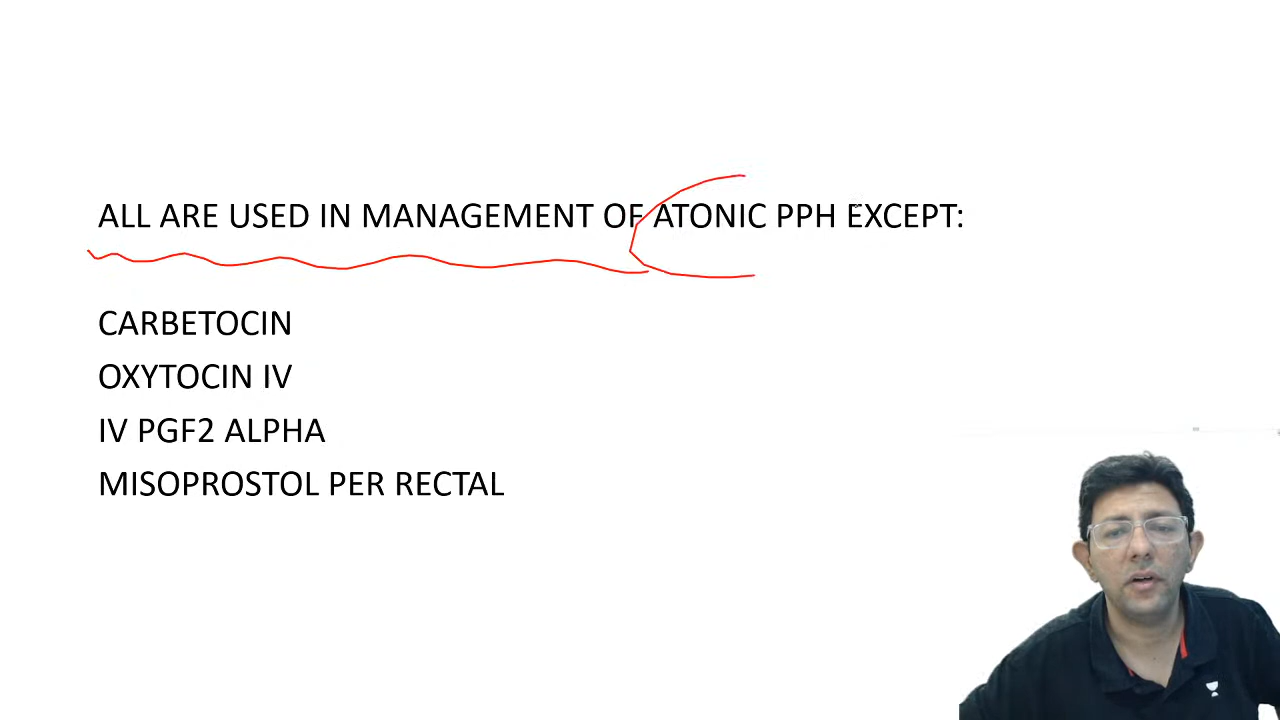 ALL ARE USED IN MANAGEMENT OF ATONIC PPH EXCEPT:
CARBETOCIN
OXYTOCIN IV
IV PGF2 ALPHA
MISOPROSTOL PER RECTAL